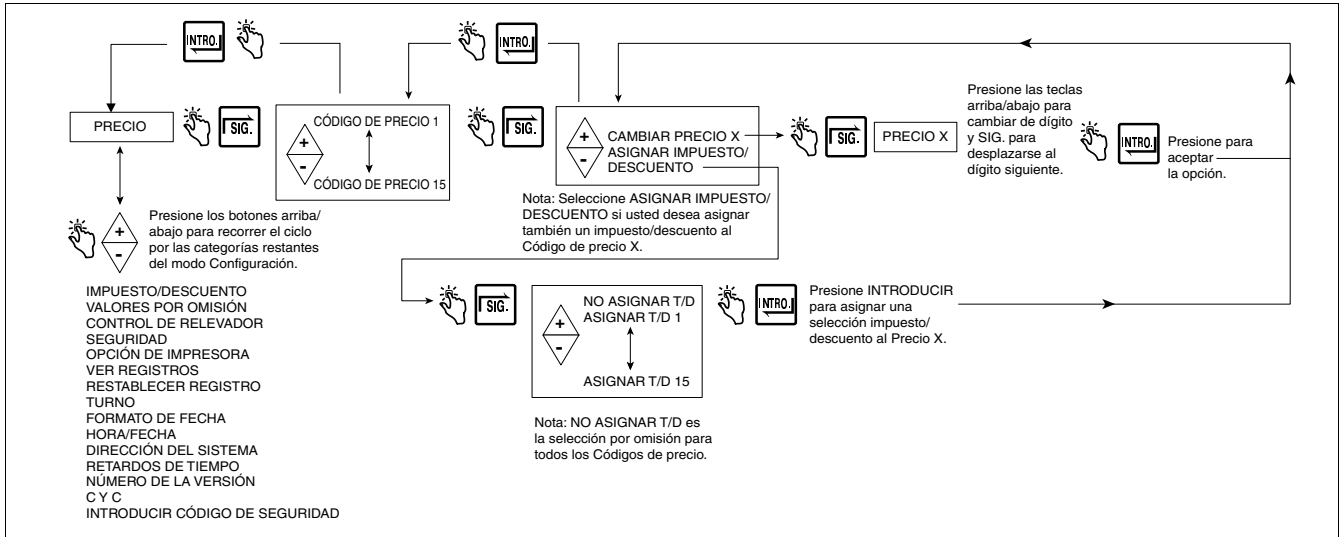 INTRO.
INTRO.
PRECIO
SIG.
CÓDIGO DE PRECIO 1
CÓDIGO DE PRECIO 15
+
-
SIG.
CAMBIAR PRECIO X
ASIGNAR IMPUESTO/
DESCUENTO
+
-
SIG.
PRECIO X
Presione las teclas
arriba/abajo para
cambiar de dígito
y SIG. para
desplazarse al
dígito siguiente.
INTRO.
Presione para
aceptar
la opción.
Nota: Seleccione ASIGNAR IMPUESTO/
DESCUENTO si usted desea asignar
también un impuesto/descuento al
Código de precio X.
+
-
Presione los botones arriba/
abajo para recorrer el ciclo
por las categorías restantes
del modo Configuración.
IMPUESTO/DESCUENTO
VALORES POR OMISIÓN
CONTROL DE RELEVADOR
SEGURIDAD
OPCIÓN DE IMPRESORA
VER REGISTROS
RESTABLECER REGISTRO
TURNO
FORMATO DE FECHA
HORA/FECHA
DIRECCIÓN DEL SISTEMA
RETARDOS DE TIEMPO
NÚMERO DE LA VERSIÓN
C Y C
INTRODUCIR CÓDIGO DE SEGURIDAD
SIG.
+
-
NO ASIGNAR T/D
ASIGNAR T/D 1
ASIGNAR T/D 15
INTRO.
Presione INTRODUCIR
para asignar una
selección impuesto/
descuento al Precio X.
Nota: NO ASIGNAR T/D es
la selección por omisión para
todos los Códigos de precio.